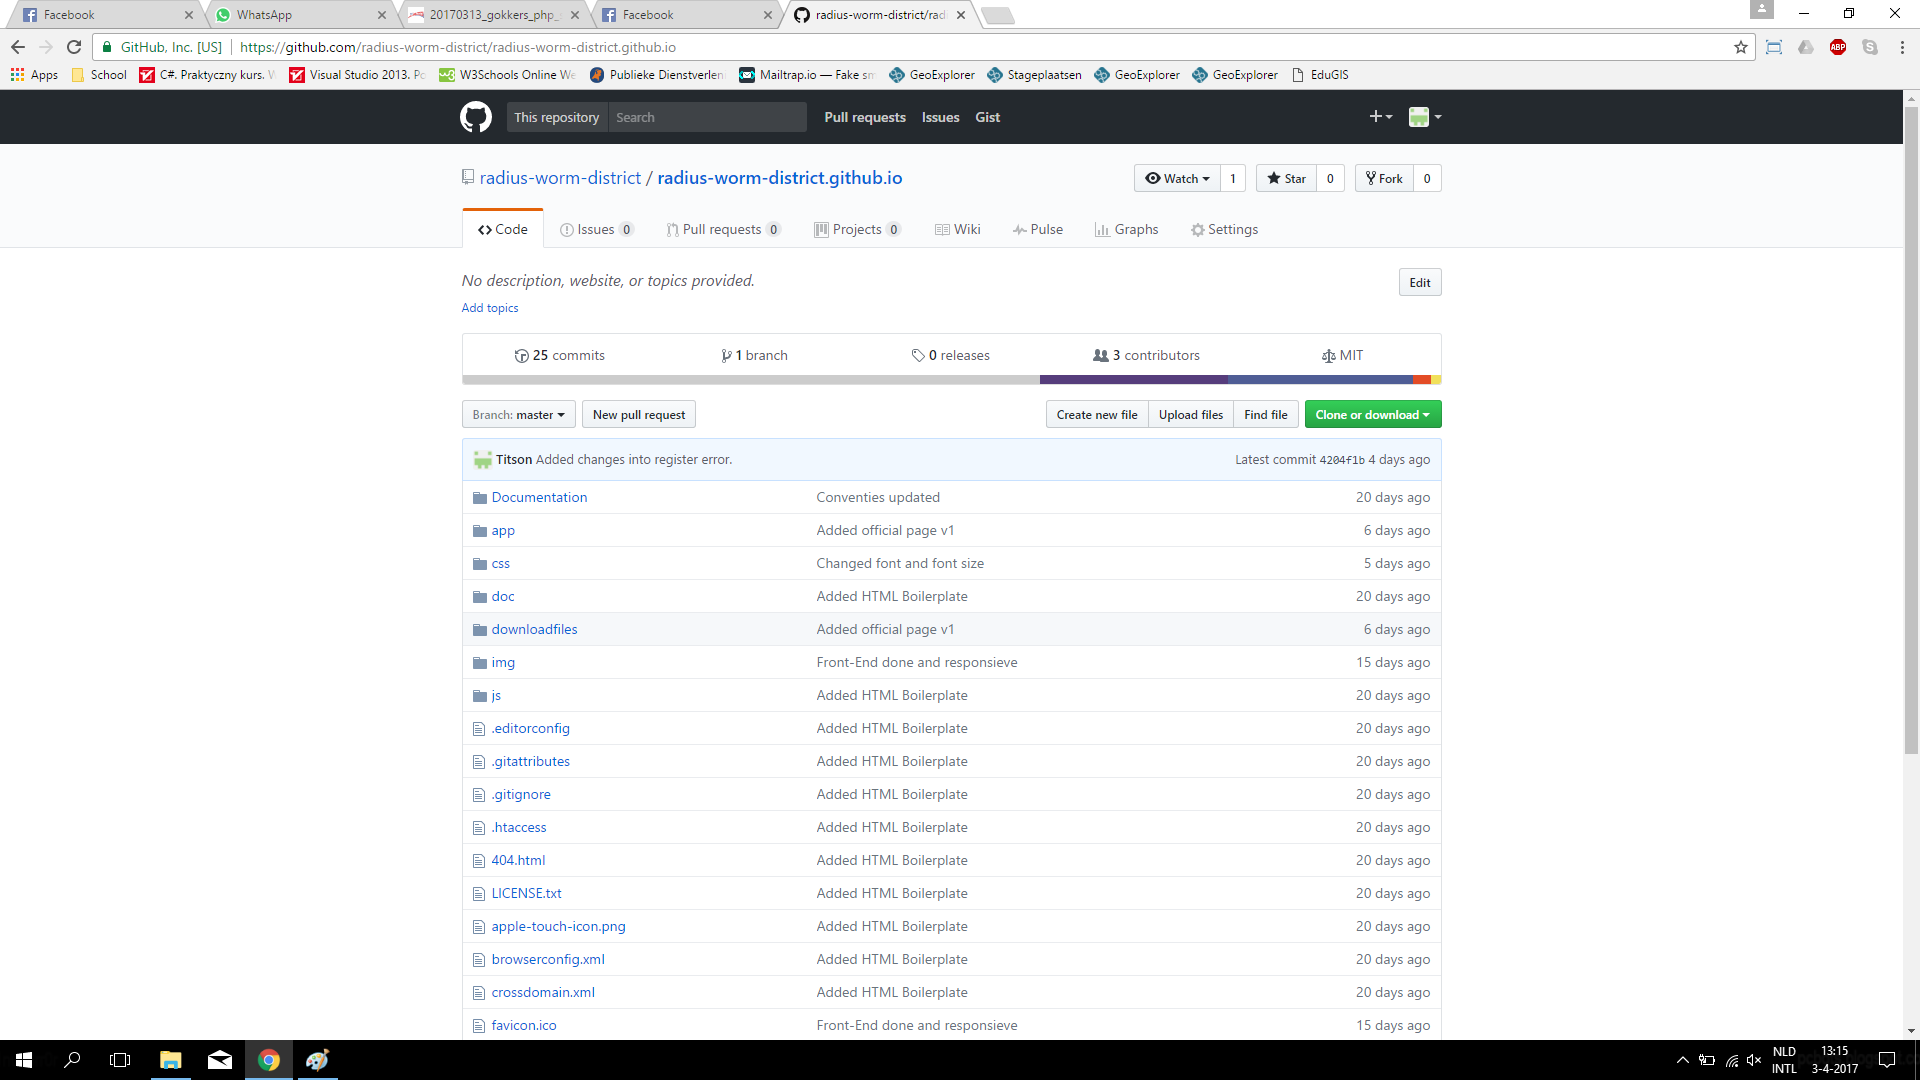 Facebook
WhatsApp
20170313_gokkers_php_
Facebook
radius-worm-district/rad
GitHub, Inc. [US] https://github.com/radius-worm-district/radius-worm-district.github.io
ABP
Apps School C#. Praktyczny kurs. Visual Studio 2013. W3SchooIs Online We Publieke Dienstverlen Mailtrap.io — Fake sm GeoExplorer Stageplaatsen GeoExplorer GeoExplorer EduGIS
This repository Search Pull requests Issues Gist
radius-worm-district / radius-worm-district.github.io
Watch 1 Star 0 Fork 0
Code Issues 0 Pull requests 0 Projects 0 Wiki Pulse Graphs Settings
No description, website, or topics provided.
Edit
Add topics
25 commits 1 branch 0 releases 3 contributors MIT
Branch: master New pull request Create new file Upload files Find file Clone or download
Titson Added changes into register error. Latest commit 4204f1b 4 days ago
Documentation Conventies updated 20 days ago
app Added official page v1 6 days ago
css Changed font and font size 5 days ago
doc Added HTML Boilerplate 20 days ago
downloadfiles Added official page v1 6 days ago
img Front-End done and responsieve 15 days ago
js Added HTML Boilerplate 20 days ago
.editorconfig Added HTML Boilerplate 20 days ago
.gitattributes Added HTML Boilerplate 20 days ago
.gitignore Added HTML Boilerplate 20 days ago
.htaccess Added HTML Boilerplate 20 days ago
404.html Added HTML Boilerplate 20 days ago
LICENSE.txt Added HTML Boilerplate 20 days ago
apple-touch-icon.png Added HTML Boilerplate 20 days ago
browserconfig.xml Added HTML Boilerplate 20 days ago
crossdomain.xml Added HTML Boilerplate 20 days ago
favicon.ico Front-End done and responsieve 15 days ago
NLD 13:15
INTL 3-4-2017